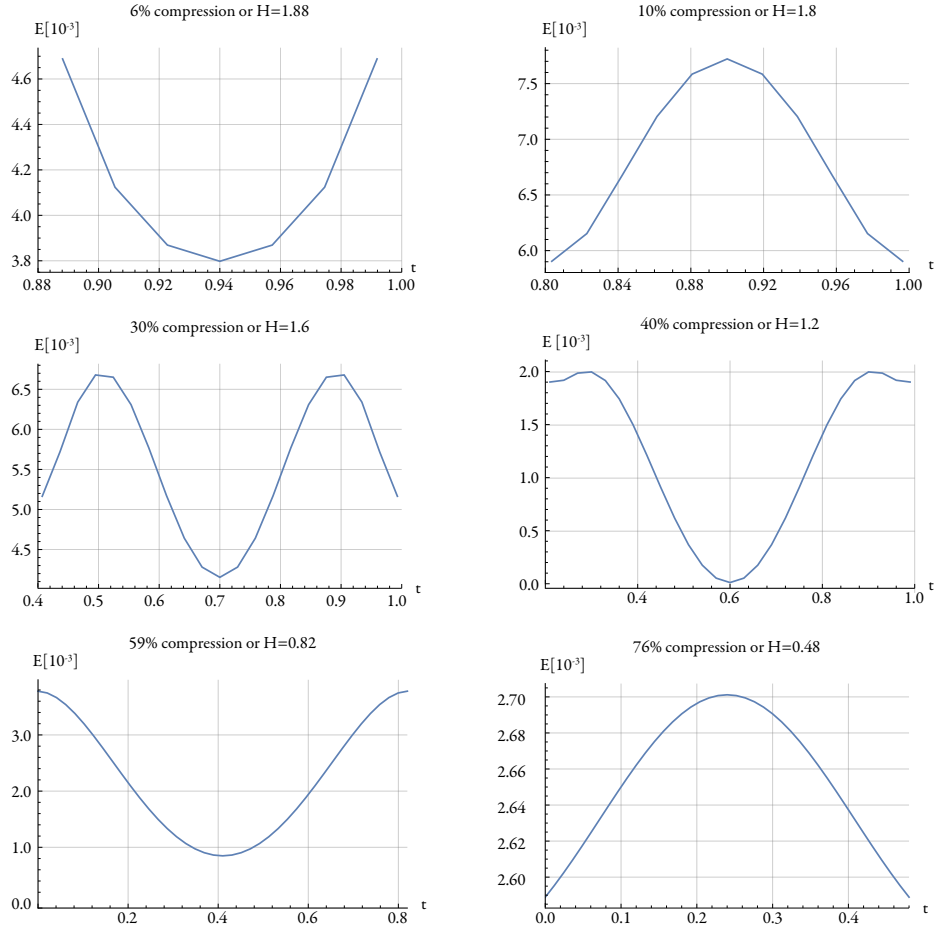 6% compression or H=1.88
E[10⁻³]
4.6
4.4
4.2
4.0
3.8
0.88 0.90 0.92 0.94 0.96 0.98 1.00
t
10% compression or H=1.8
E[10⁻³]
7.5
7.0
6.5
6.0
0.80 0.84 0.88 0.92 0.96 1.00
t
30% compression or H=1.6
E[10⁻³]
6.5
6.0
5.5
5.0
4.5
0.4 0.5 0.6 0.7 0.8 0.9 1.0
t
40% compression or H=1.2
E [10⁻³]
2.0
1.5
1.0
0.5
0.0
0.4 0.6 0.8 1.0
t
59% compression or H=0.82
E[10⁻³]
3.0
2.0
1.0
0.0
0.2 0.4 0.6 0.8
t
76% compression or H=0.48
E[10⁻³]
2.70
2.68
2.66
2.64
2.62
2.60
0.0 0.1 0.2 0.3 0.4
t